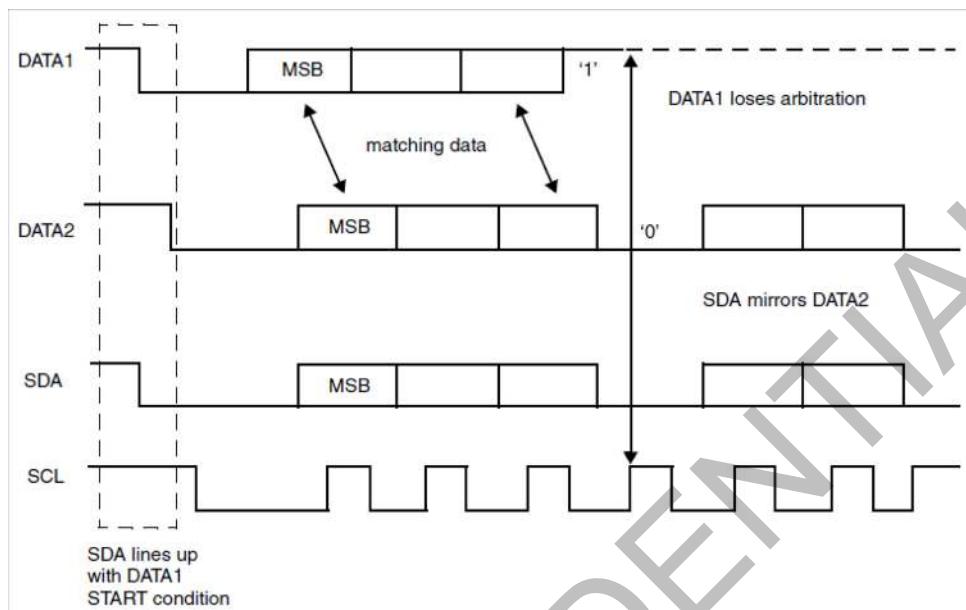 DATA1
MSB
'1'
DATA1 loses arbitration
matching data
DATA2
MSB
'0'
SDA mirrors DATA2
SDA
MSB
SCL
SDA lines up
with DATA1
START condition
DENTIAL